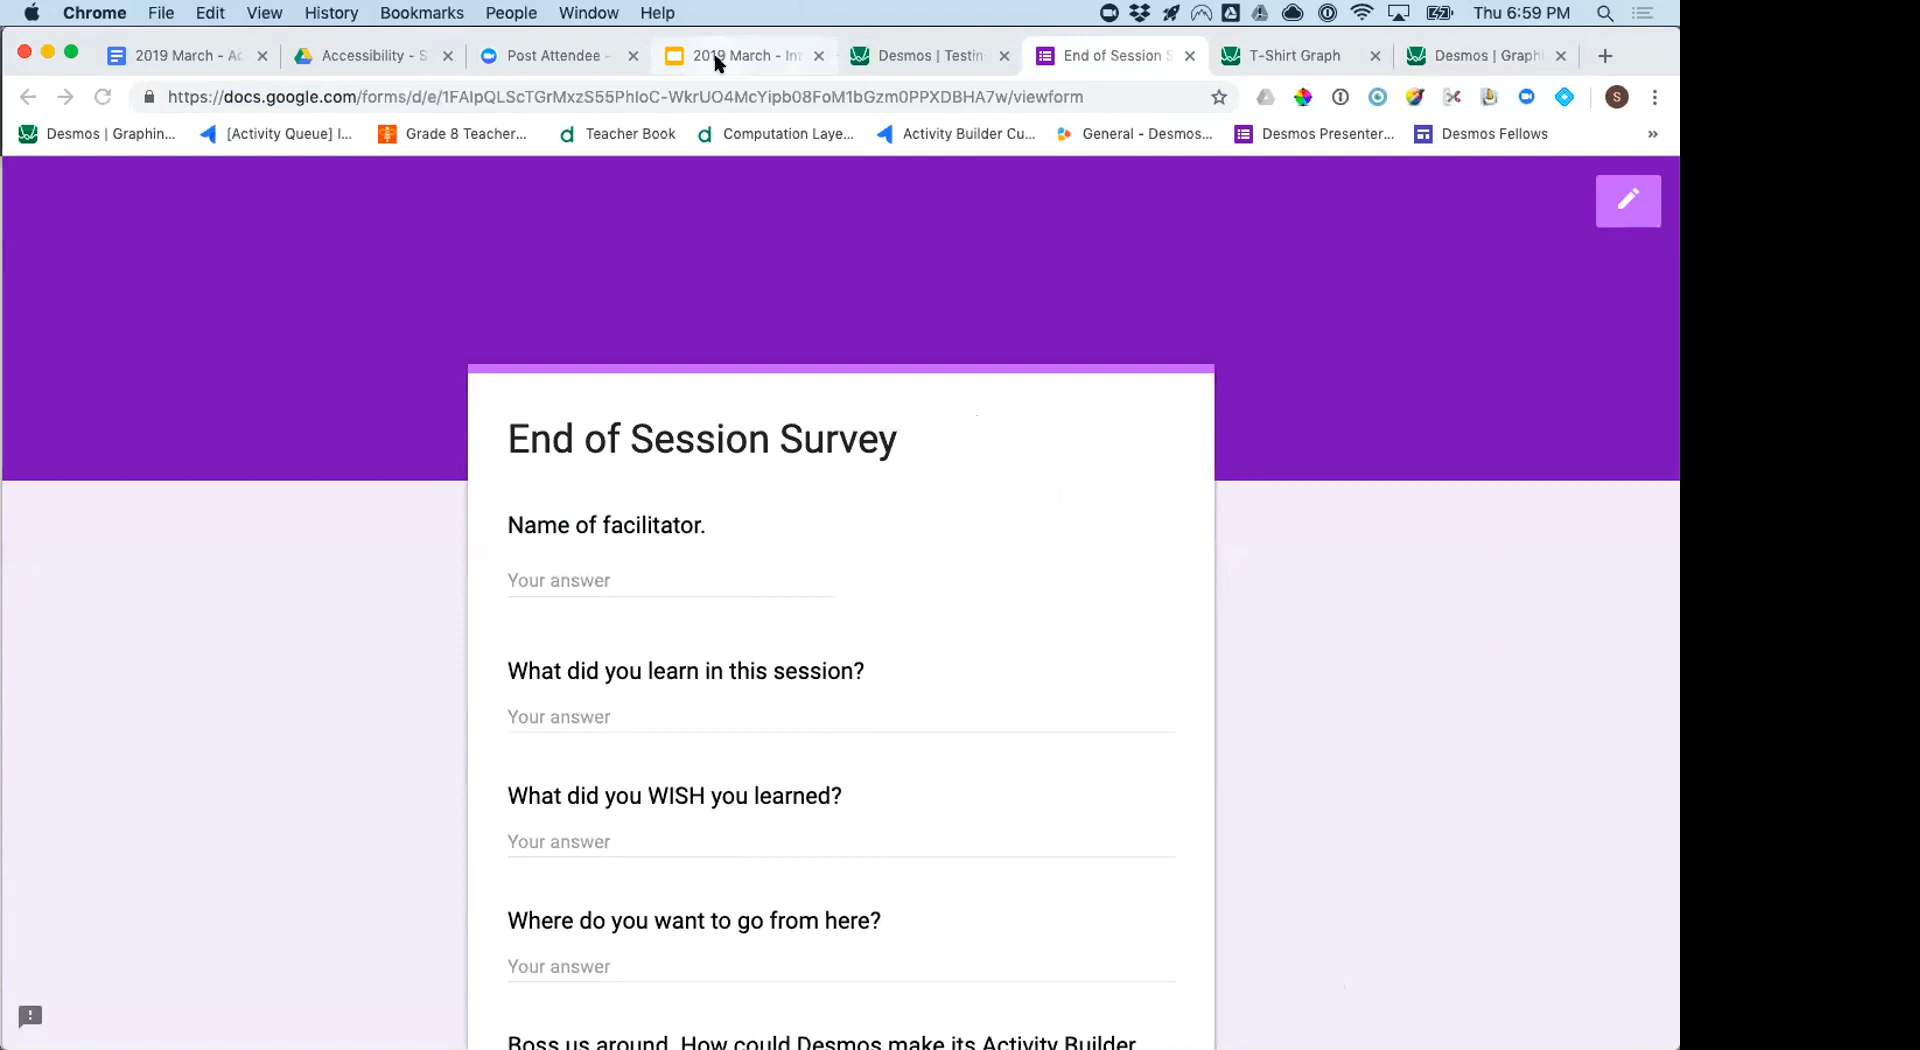 Chrome File Edit View History Bookmarks People Window Help Thu 6:59 PM
2019 March - Ac Accessibility - S Post Attendee - 2019 March - Int Desmos | Testin End of Session S T-Shirt Graph Desmos | Graphi
https://docs.google.com/forms/d/e/1FAIpQLScTGrMxzS55PhIoC-WkrUO4McYipb08FoM1bGzm0PPXDBHA7w/viewform S
Desmos | Graphin... [Activity Queue] I... Grade 8 Teacher... Teacher Book Computation Laye... Activity Builder Cu... General - Desmos... Desmos Presenter... Desmos Fellows »
End of Session Survey
Name of facilitator.
Your answer
What did you learn in this session?
Your answer
What did you WISH you learned?
Your answer
Where do you want to go from here?
Your answer
Boss us around. How could Desmos make its Activity Builder